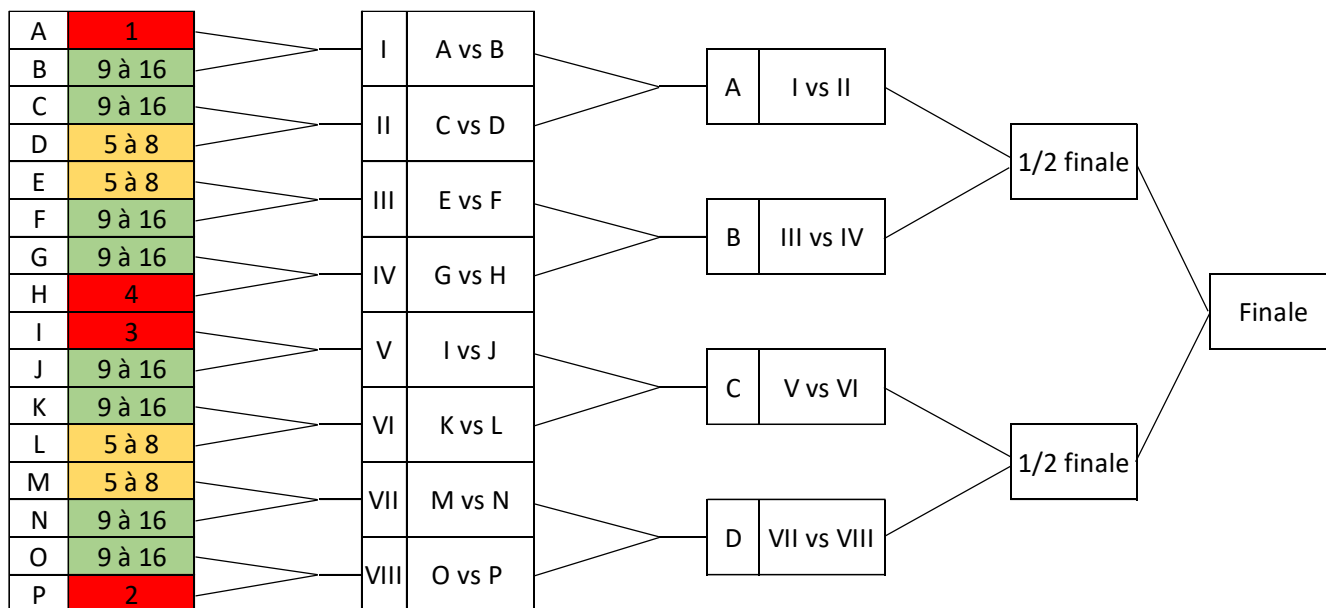 A 1
B 9 à 16
C 9 à 16
D 5 à 8
E 5 à 8
F 9 à 16
G 9 à 16
H 4
I 3
J 9 à 16
K 9 à 16
L 5 à 8
M 5 à 8
N 9 à 16
O 9 à 16
P 2
I A vs B
II C vs D
III E vs F
IV G vs H
V I vs J
VI K vs L
VII M vs N
VIII O vs P
A I vs II
B III vs IV
C V vs VI
D VII vs VIII
1/2 finale
1/2 finale
Finale